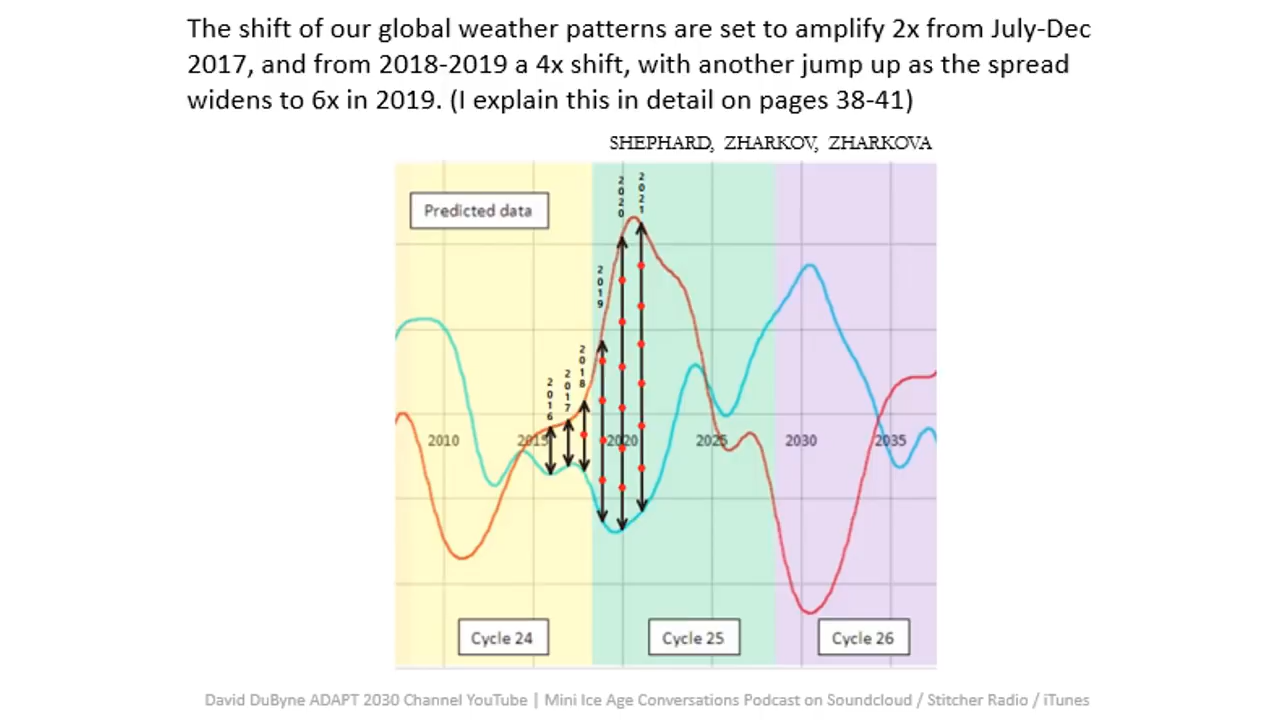 The shift of our global weather patterns are set to amplify 2x from July-Dec
2017, and from 2018-2019 a 4x shift, with another jump up as the spread
widens to 6x in 2019. (I explain this in detail on pages 38-41)
SHEPHARD, ZHARKOV, ZHARKOVA
Predicted data
2016
2017
2018
2019
2020
2021
2010
2015
2020
2025
2030
2035
Cycle 24
Cycle 25
Cycle 26
David DuByne ADAPT 2030 Channel YouTube | Mini Ice Age Conversations Podcast on Soundcloud / Stitcher Radio / iTunes